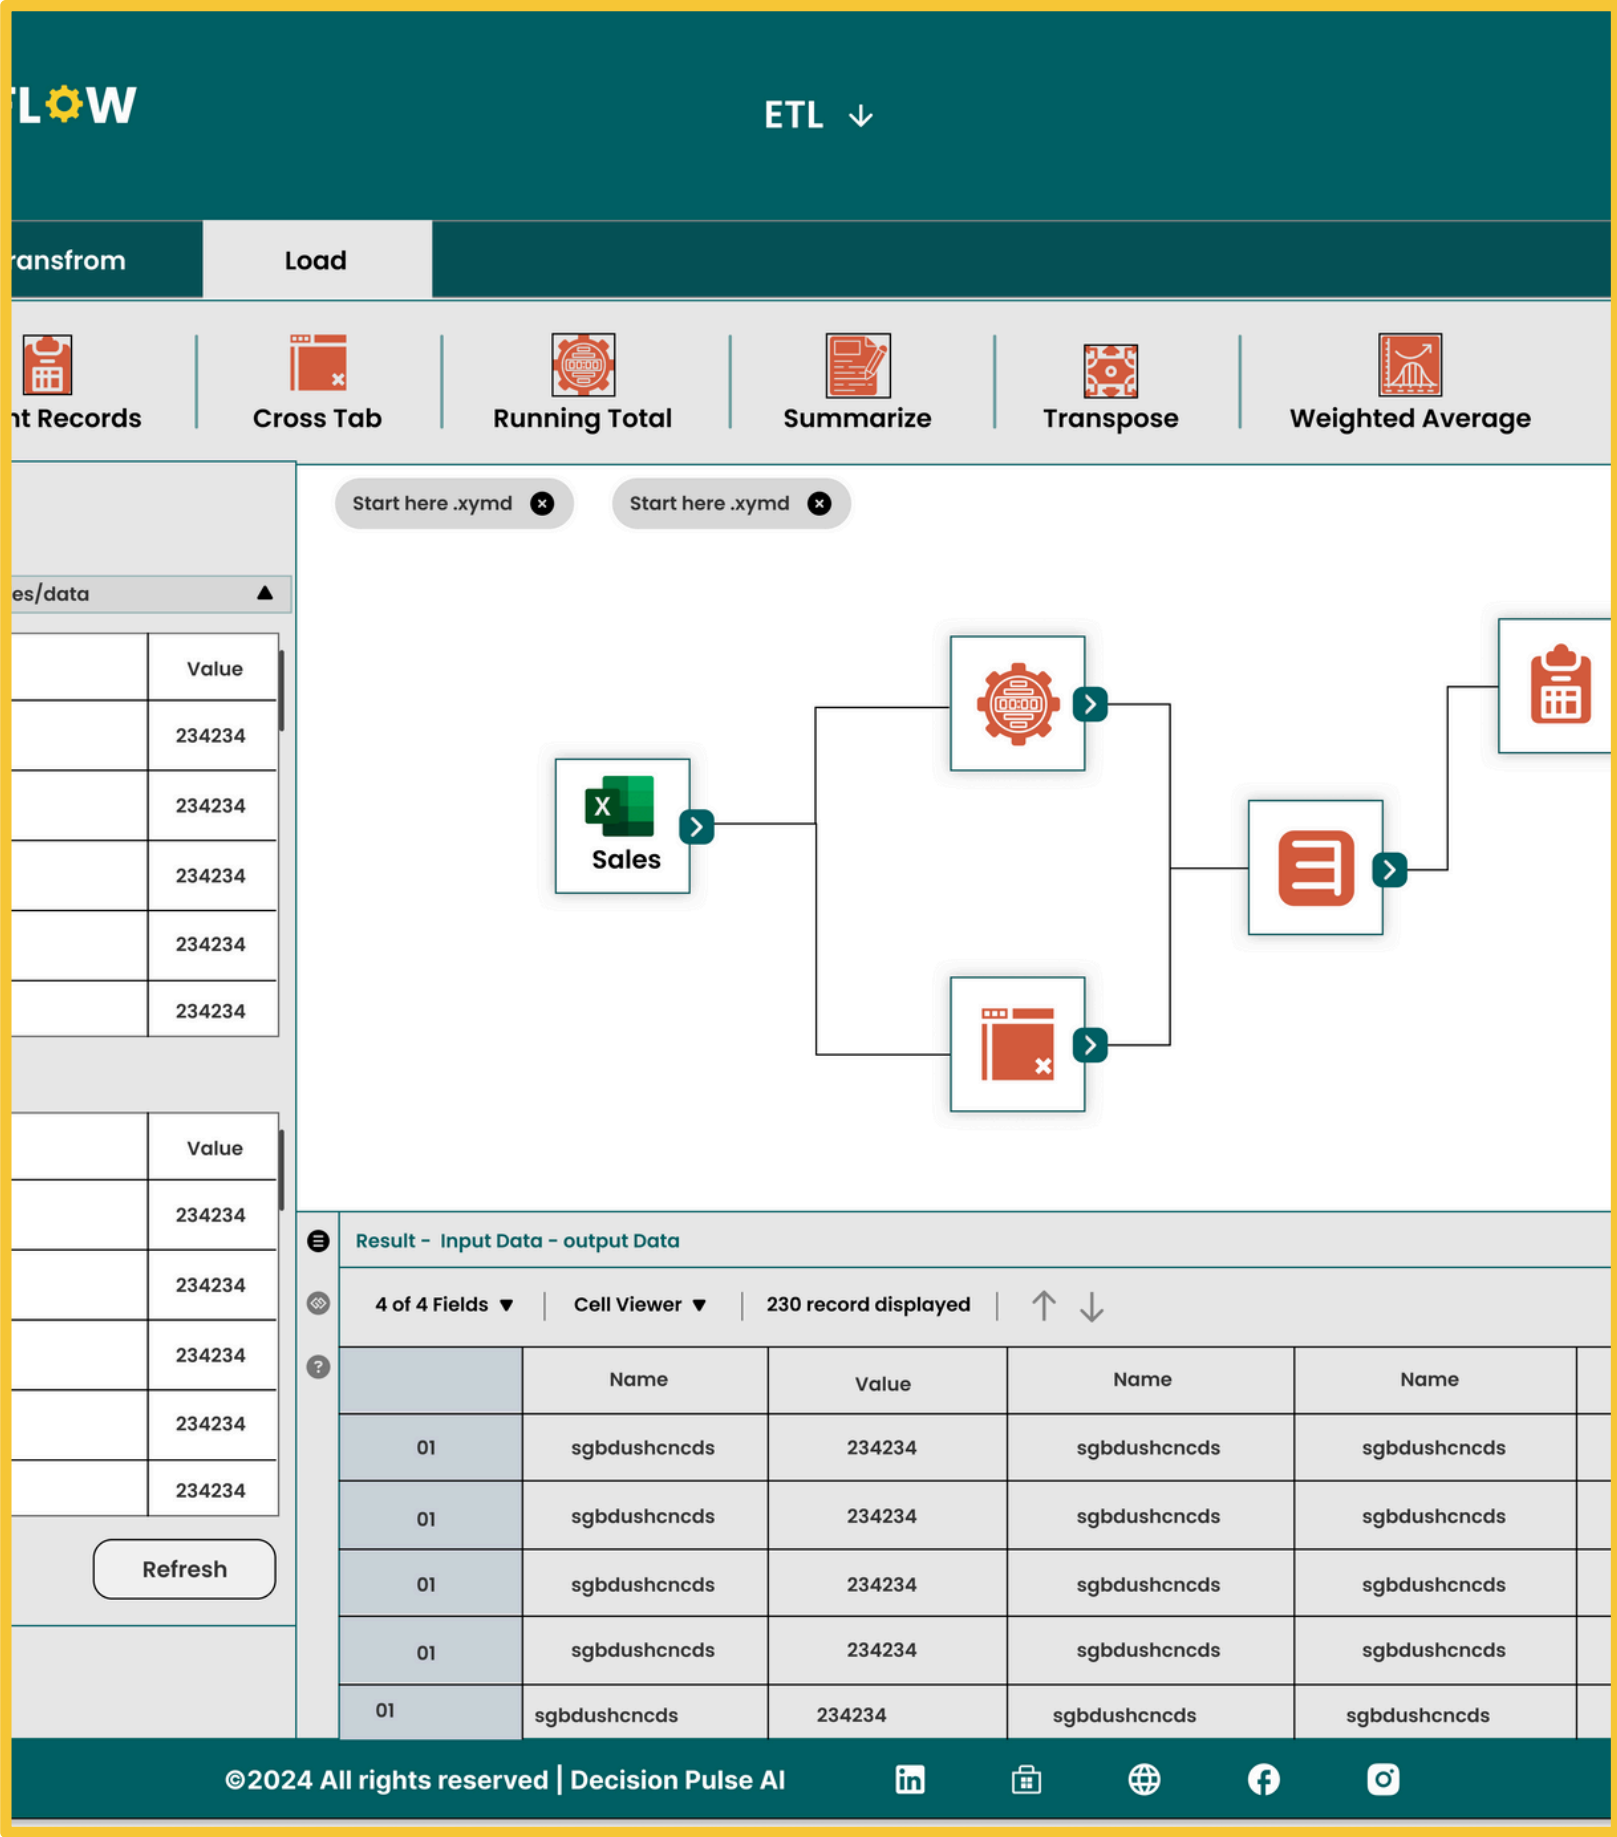 LOW
ETL
ransfrom
Load
nt Records
Cross Tab
Running Total
Summarize
Transpose
Weighted Average
Start here .xymd
Start here .xymd
es/data
Value
234234
234234
234234
234234
234234
Value
234234
234234
234234
234234
234234
Refresh
X
Sales
00:00
Result - Input Data - output Data
4 of 4 Fields
Cell Viewer
230 record displayed
Name Value Name Name
01 sgbdushcncds 234234 sgbdushcncds sgbdushcncds
01 sgbdushcncds 234234 sgbdushcncds sgbdushcncds
01 sgbdushcncds 234234 sgbdushcncds sgbdushcncds
01 sgbdushcncds 234234 sgbdushcncds sgbdushcncds
01 sgbdushcncds 234234 sgbdushcncds sgbdushcncds
©2024 All rights reserved | Decision Pulse AI